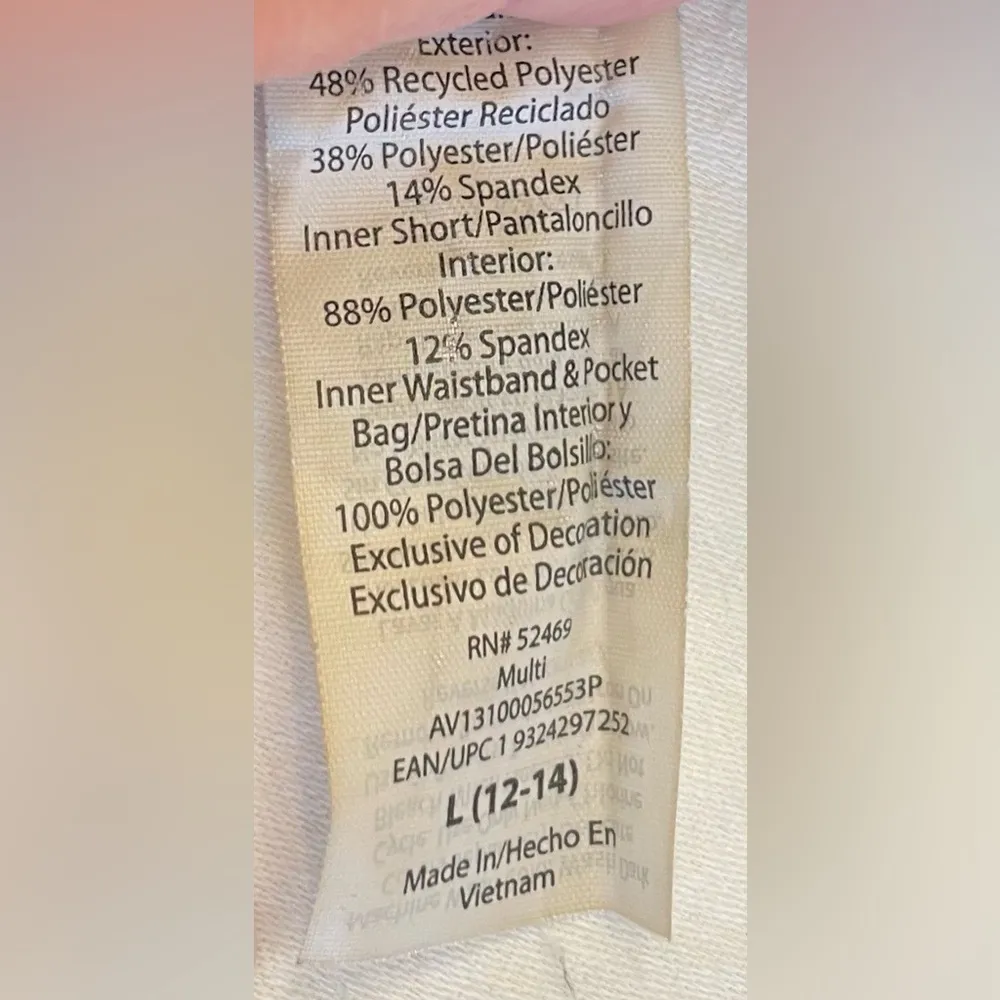 Exterior:
48% Recycled Polyester
Poliéster Reciclado
38% Polyester/Poliéster
14% Spandex
Inner Short/Pantaloncillo
Interior:
88% Polyester/Poliéster
12% Spandex
Inner Waistband & Pocket
Bag/Pretina Interior y
Bolsa Del Bolsillo:
100% Polyester/Poliéster
Exclusive of Decoration
Exclusivo de Decoración
RN# 52469
Multi
AV13100056553P
EAN/UPC 1 9324297 252
L (12-14)
Made In/Hecho En
Vietnam